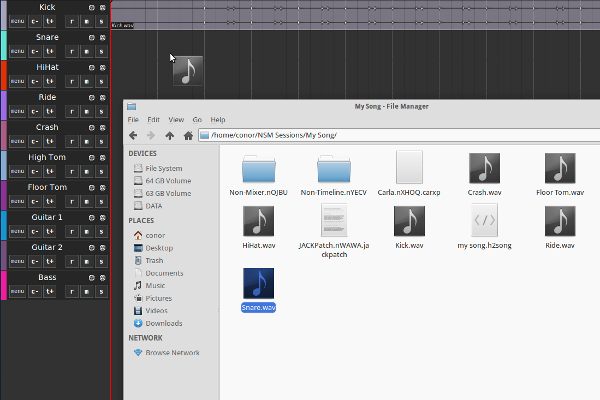 Kick
menu c- t+ r m s
Kick.wav
Snare
menu c- t+ r m s
HiHat
menu c- t+ r m s
Ride
menu c- t+ r m s
Crash
menu c- t+ r m s
High Tom
menu c- t+ r m s
Floor Tom
menu c- t+ r m s
Guitar 1
menu c- t+ r m s
Guitar 2
menu c- t+ r m s
Bass
menu c- t+ r m s
My Song - File Manager
File Edit View Go Help
/home/conor/NSM Sessions/My Song/
DEVICES
File System
64 GB Volume
63 GB Volume
DATA
PLACES
conor
Desktop
Trash
Documents
Music
Pictures
Videos
Downloads
NETWORK
Browse Network
Non-Mixer.nOJBU Non-Timeline.nYECV Carla.nXHOQ.carxp Crash.wav Floor Tom.wav
HiHat.wav JACKPatch.nWAWA.ja Kick.wav my song.h2song Ride.wav
ckpatch
Snare.wav